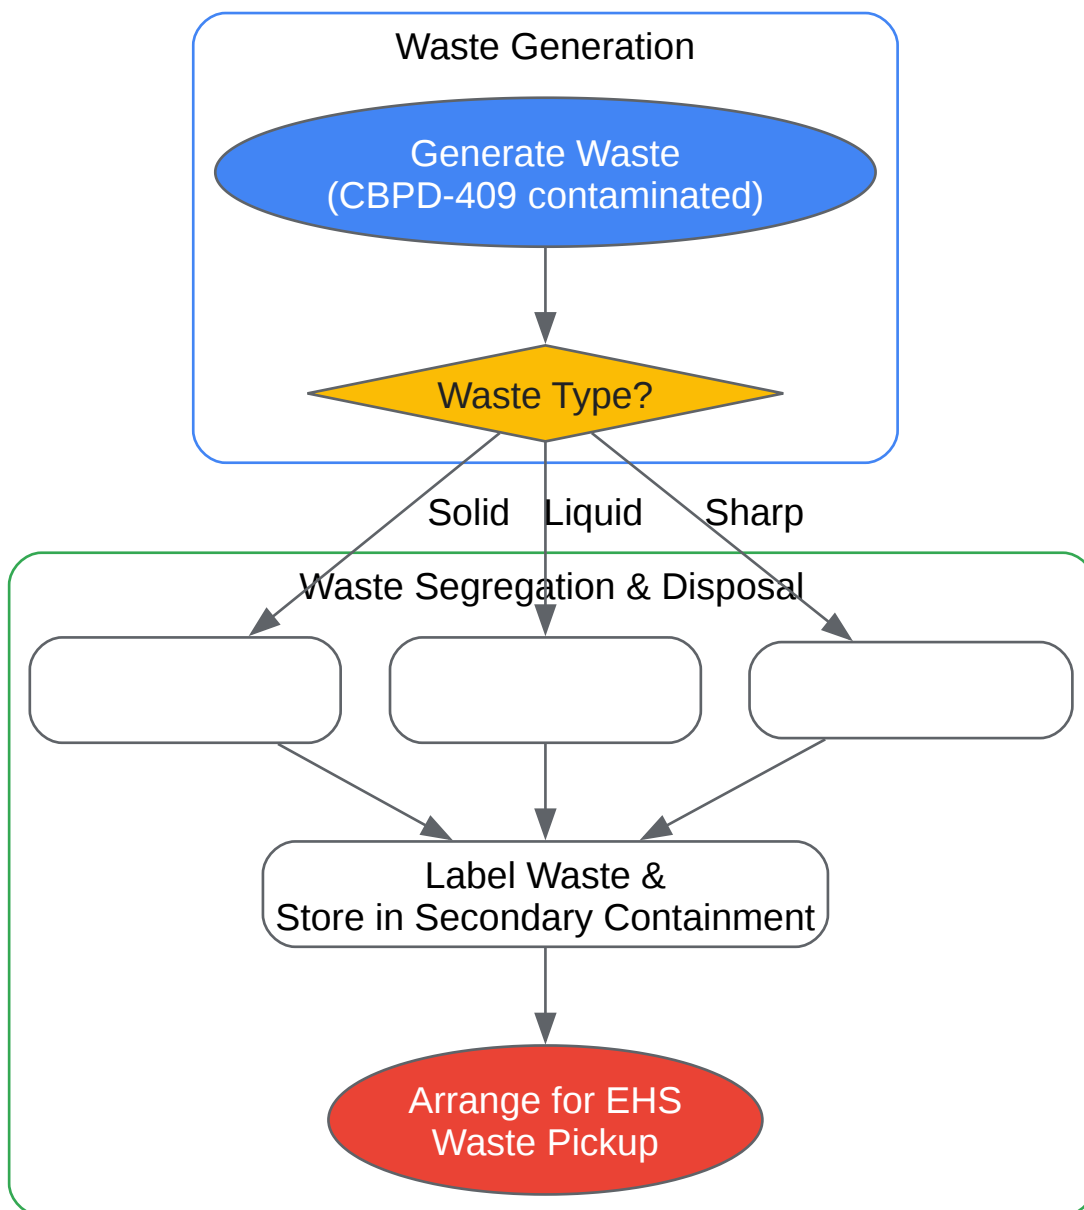 Waste Generation
Generate Waste
(CBPD-409 contaminated)
Waste Type?
Solid
Liquid
Sharp
Waste Segregation & Disposal
Label Waste &
Store in Secondary Containment
Arrange for EHS
Waste Pickup